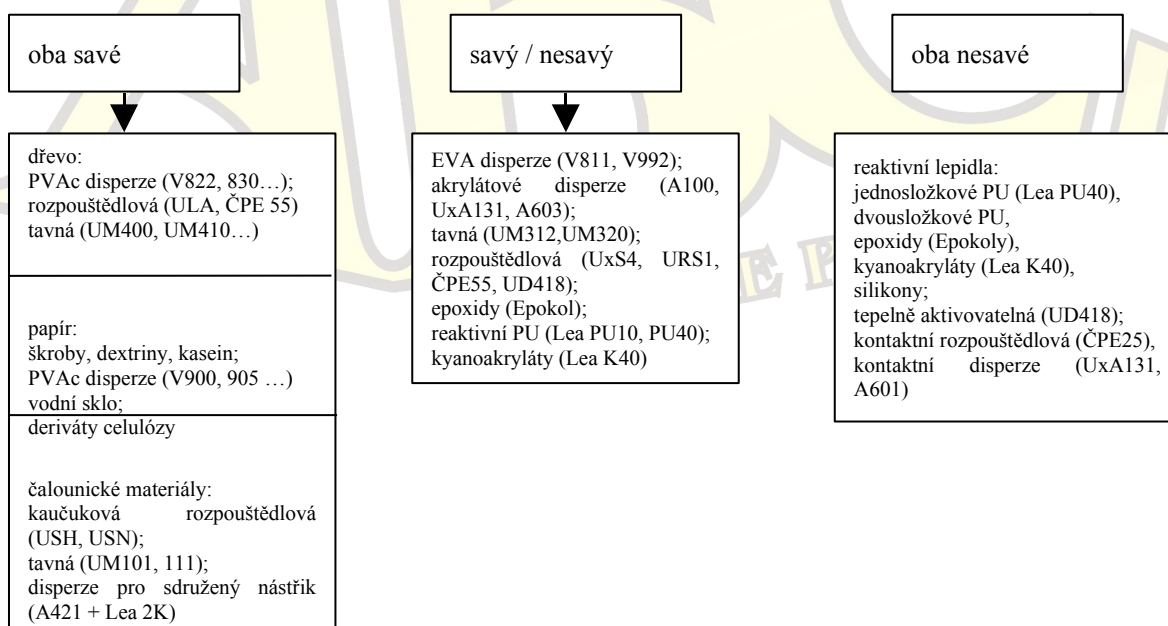 oba savé
savý / nesavý
oba nesavé
dřevo:
PVAc disperze (V822, 830…);
rozpouštědlová (ULA, ČPE 55)
tavná (UM400, UM410…)
papír:
škroby, dextriny, kasein;
PVAc disperze (V900, 905 …)
vodní sklo;
deriváty celulózy
čalounické materiály:
kaučuková rozpouštědlová
(USH, USN);
tavná (UM101, 111);
disperze pro sdružený nástřik
(A421 + Lea 2K)
EVA disperze (V811, V992);
akrylátové disperze (A100,
UxA131, A603);
tavná (UM312,UM320);
rozpouštědlová (UxS4, URS1,
ČPE55, UD418);
epoxidy (Epokol);
reaktivní PU (Lea PU10, PU40);
kyanoakryláty (Lea K40)
reaktivní lepidla:
jednosložkové PU (Lea PU40),
dvousložkové PU,
epoxidy (Epokoly),
kyanoakryláty (Lea K40),
silikony;
tepelně aktivovatelná (UD418);
kontaktní rozpouštědlová (ČPE25),
kontaktní disperze (UxA131,
A601)